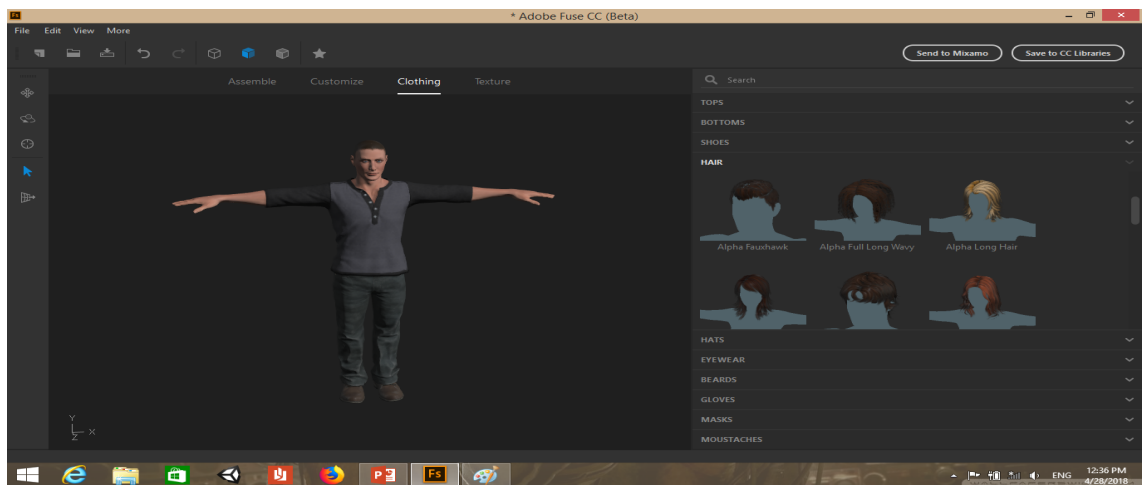 Fs
* Adobe Fuse CC (Beta)
File Edit View More
Send to Mixamo
Save to CC Libraries
Assemble Customize Clothing Texture
Search
TOPS
BOTTOMS
SHOES
HAIR
Alpha Fauxhawk Alpha Full Long Wavy Alpha Long Hair
HATS
EYEWEAR
BEARDS
GLOVES
MASKS
MOUSTACHES
Y
X
Z
Fs
ENG
12:36 PM
4/28/2018